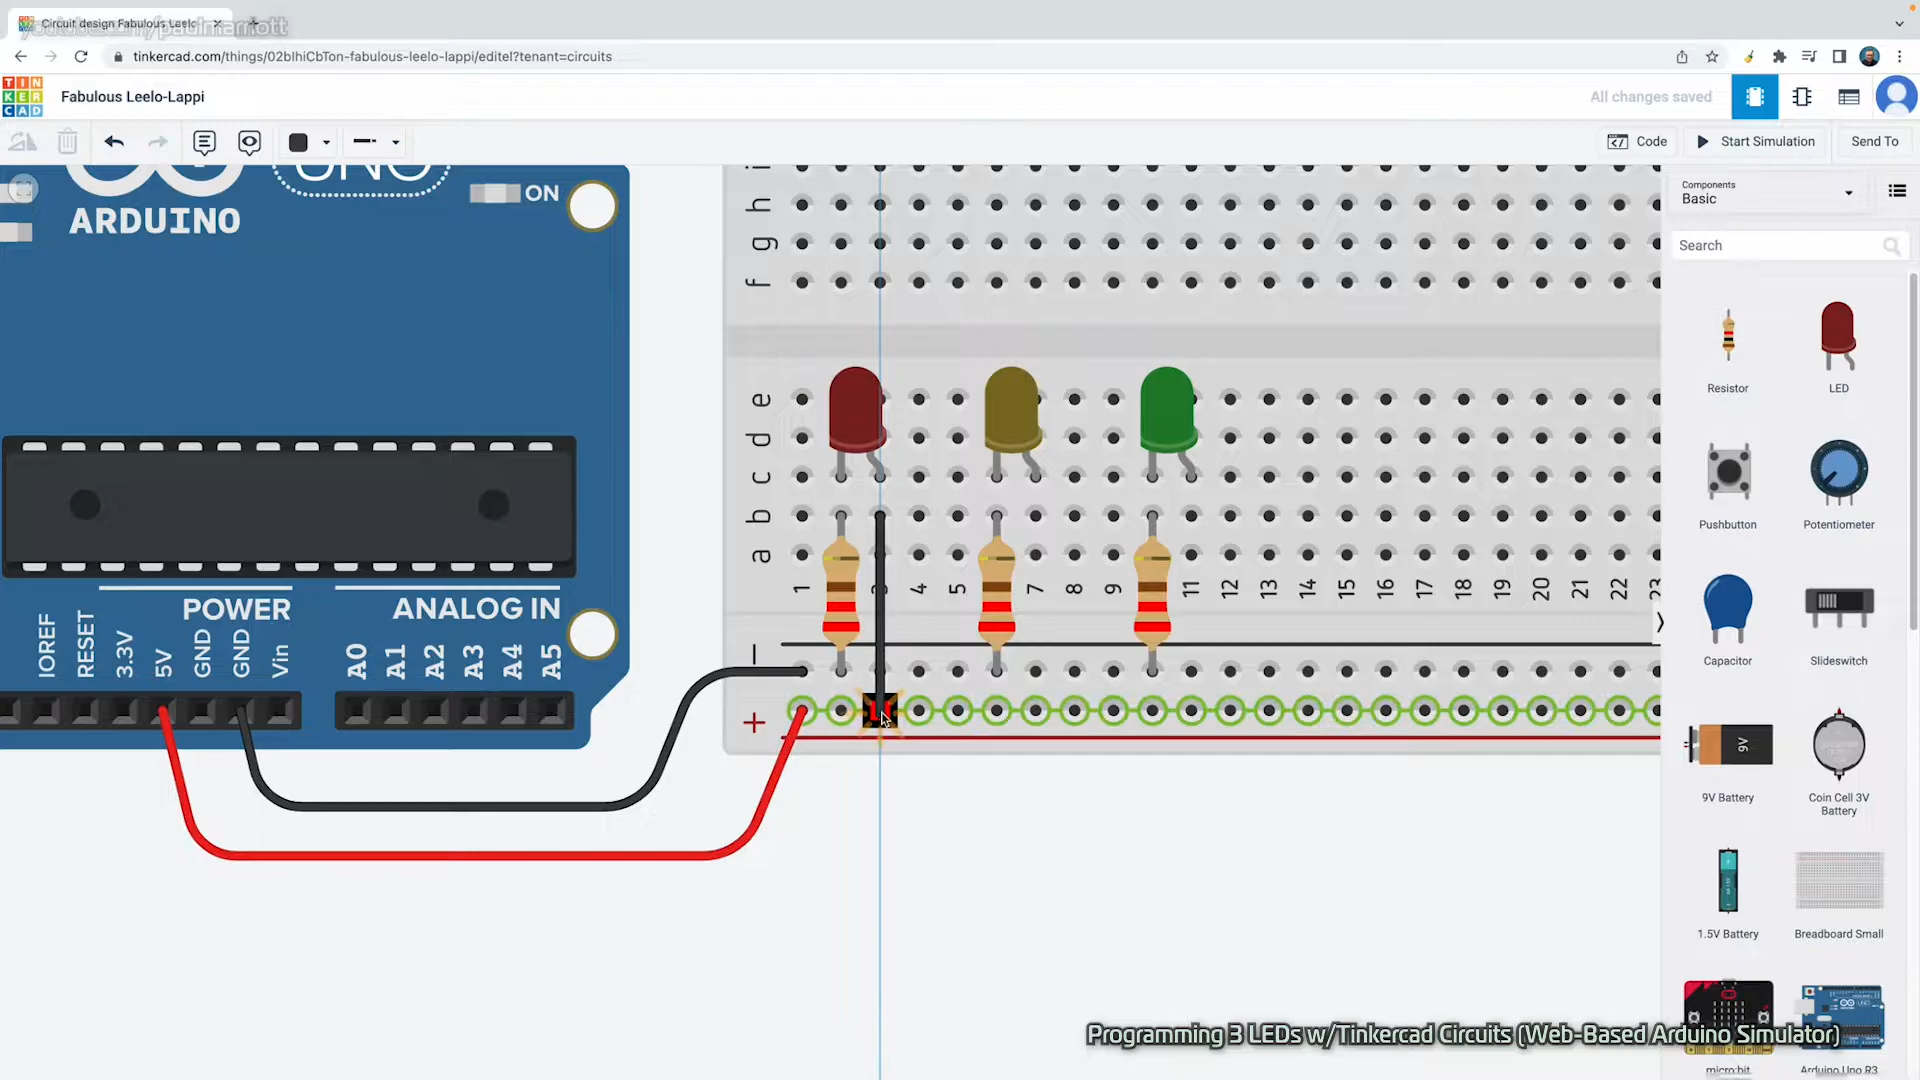 Circuit design Fabulous Leelo
youtube.com/paulmarriott
tinkercad.com/things/02blhiCbTon-fabulous-leelo-lappi/editel?tenant=circuits
TIN
KER
CAD
Fabulous Leelo-Lappi
All changes saved
Code
Start Simulation
Send To
UNO
ARDUINO
ON
POWER
ANALOG IN
IOREF
RESET
3.3V
5V
GND
GND
Vin
A0
A1
A2
A3
A4
A5
i
h
g
f
e
d
c
b
a
1 3 4 5 7 8 9 11 12 13 14 15 16 17 18 19 20 21 22 23
−
+
Components
Basic
Search
Resistor
LED
Pushbutton
Potentiometer
Capacitor
Slideswitch
9V
9V Battery
Coin Cell 3V
Battery
1.5V Battery
Breadboard Small
micro:bit
Arduino Uno R3
Programming 3 LEDs w/Tinkercad Circuits (Web-Based Arduino Simulator)